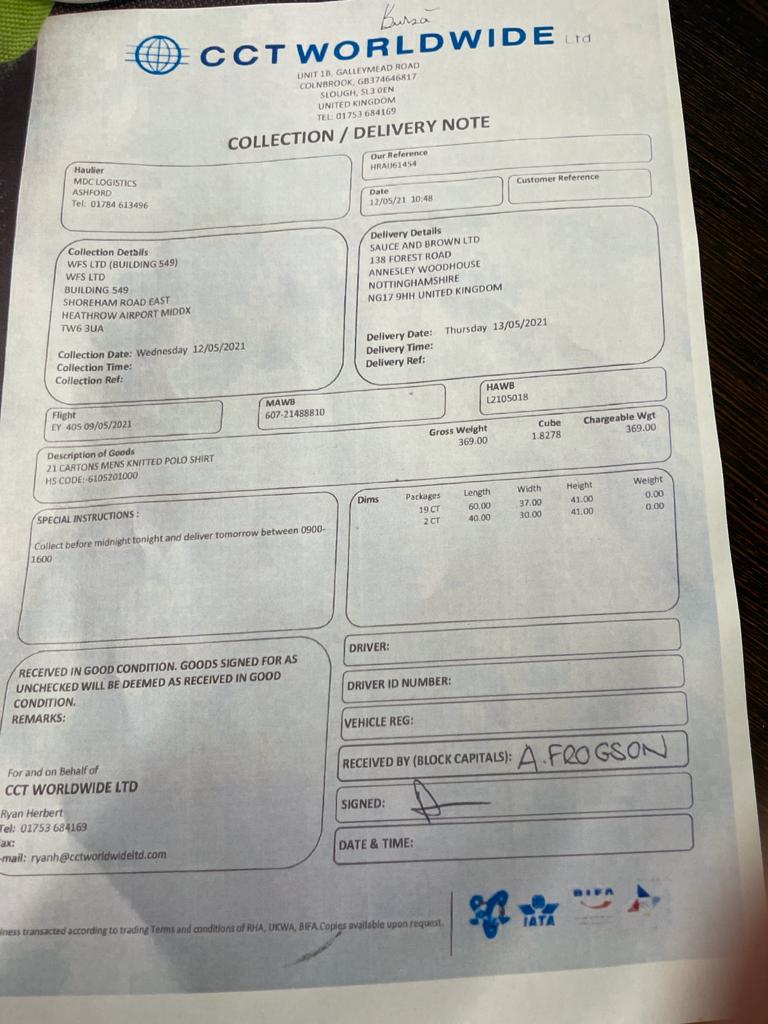 Bursa
CCT WORLDWIDE Ltd
UNIT 1B, GALLEYMEAD ROAD
COLNBROOK, GB374646817
SLOUGH, SL3 0EN
UNITED KINGDOM
TEL: 01753 684169
COLLECTION / DELIVERY NOTE
Haulier
MDC LOGISTICS
ASHFORD
Tel: 01784 613496
Our Reference
HRAU61454
Date
12/05/21 10:48
Customer Reference
Collection Details
WFS LTD (BUILDING 549)
WFS LTD
BUILDING 549
SHOREHAM ROAD EAST
HEATHROW AIRPORT MIDDX
TW6 3UA
Collection Date: Wednesday 12/05/2021
Collection Time:
Collection Ref:
Delivery Details
SAUCE AND BROWN LTD
138 FOREST ROAD
ANNESLEY WOODHOUSE
NOTTINGHAMSHIRE
NG17 9HH UNITED KINGDOM
Delivery Date: Thursday 13/05/2021
Delivery Time:
Delivery Ref:
Flight
EY 405 09/05/2021
MAWB
607-21488810
HAWB
L2105018
Description of Goods
21 CARTONS MENS KNITTED POLO SHIRT
HS CODE:-6105201000
Gross Weight Cube Chargeable Wgt
369.00 1.8278 369.00
SPECIAL INSTRUCTIONS :
Collect before midnight tonight and deliver tomorrow between 0900-
1600
Dims Packages Length Width Height Weight
19 CT 60.00 37.00 41.00 0.00
2 CT 40.00 30.00 41.00 0.00
RECEIVED IN GOOD CONDITION. GOODS SIGNED FOR AS
UNCHECKED WILL BE DEEMED AS RECEIVED IN GOOD
CONDITION.
REMARKS:
For and on Behalf of
CCT WORLDWIDE LTD
Ryan Herbert
Tel: 01753 684169
ax:
-mail: ryanh@cctworldwideltd.com
DRIVER:
DRIVER ID NUMBER:
VEHICLE REG:
RECEIVED BY (BLOCK CAPITALS): A.FROGSON
SIGNED:
DATE & TIME:
iness transacted according to trading Terms and conditions of RHA, UKWA, BIFA.Copies available upon request.
IATA
BIFA